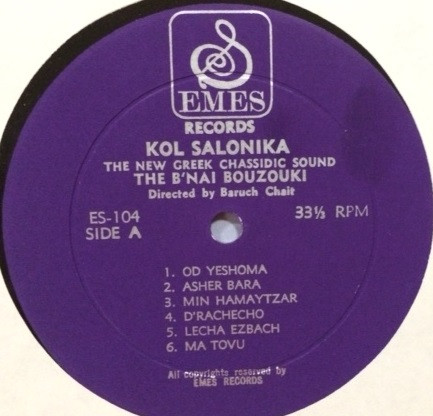 EMES
RECORDS
KOL SALONIKA
THE NEW GREEK CHASSIDIC SOUND
THE B'NAI BOUZOUKI
Directed by Baruch Chait
ES-104
SIDE A
33⅓ RPM
1. OD YESHOMA
2. ASHER BARA
3. MIN HAMAYTZAR
4. D'RACHECHO
5. LECHA EZBACH
6. MA TOVU
All copyrights reserved by
EMES RECORDS